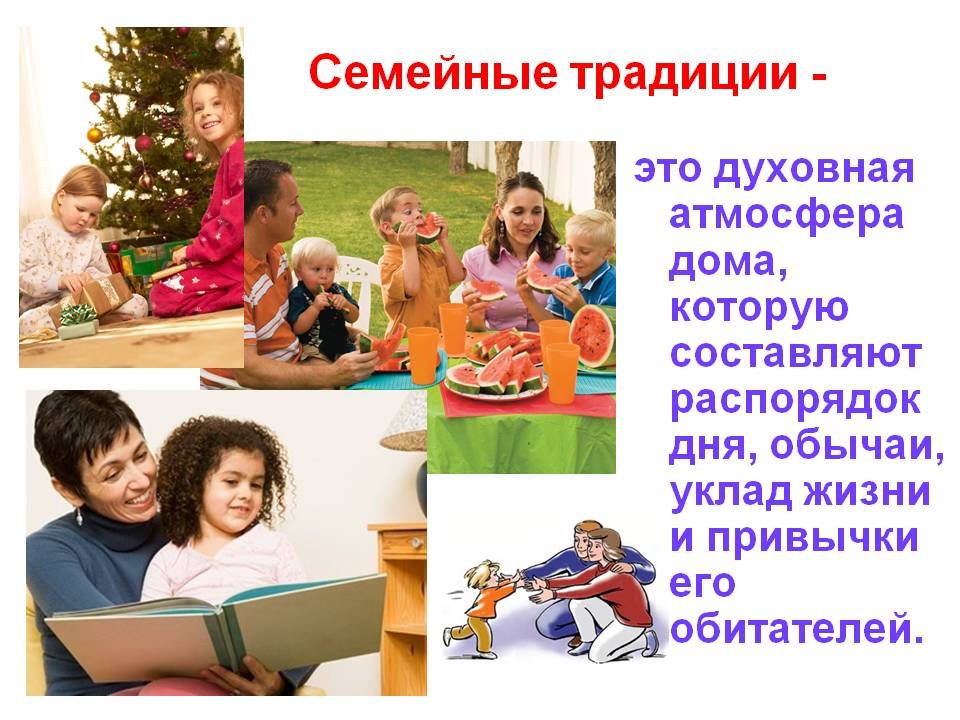 Семейные традиции -
это духовная
атмосфера
дома,
которую
составляют
распорядок
дня, обычаи,
уклад жизни
и привычки
его
обитателей.